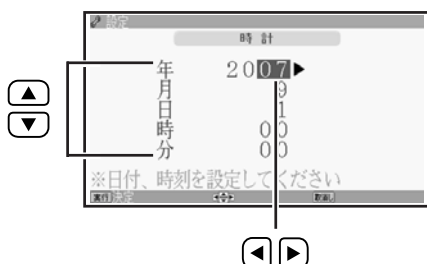 設定
時計
年 2007
月 9
日 1
時 00
分 00
※日付、時刻を設定してください
実行 決定 取消し